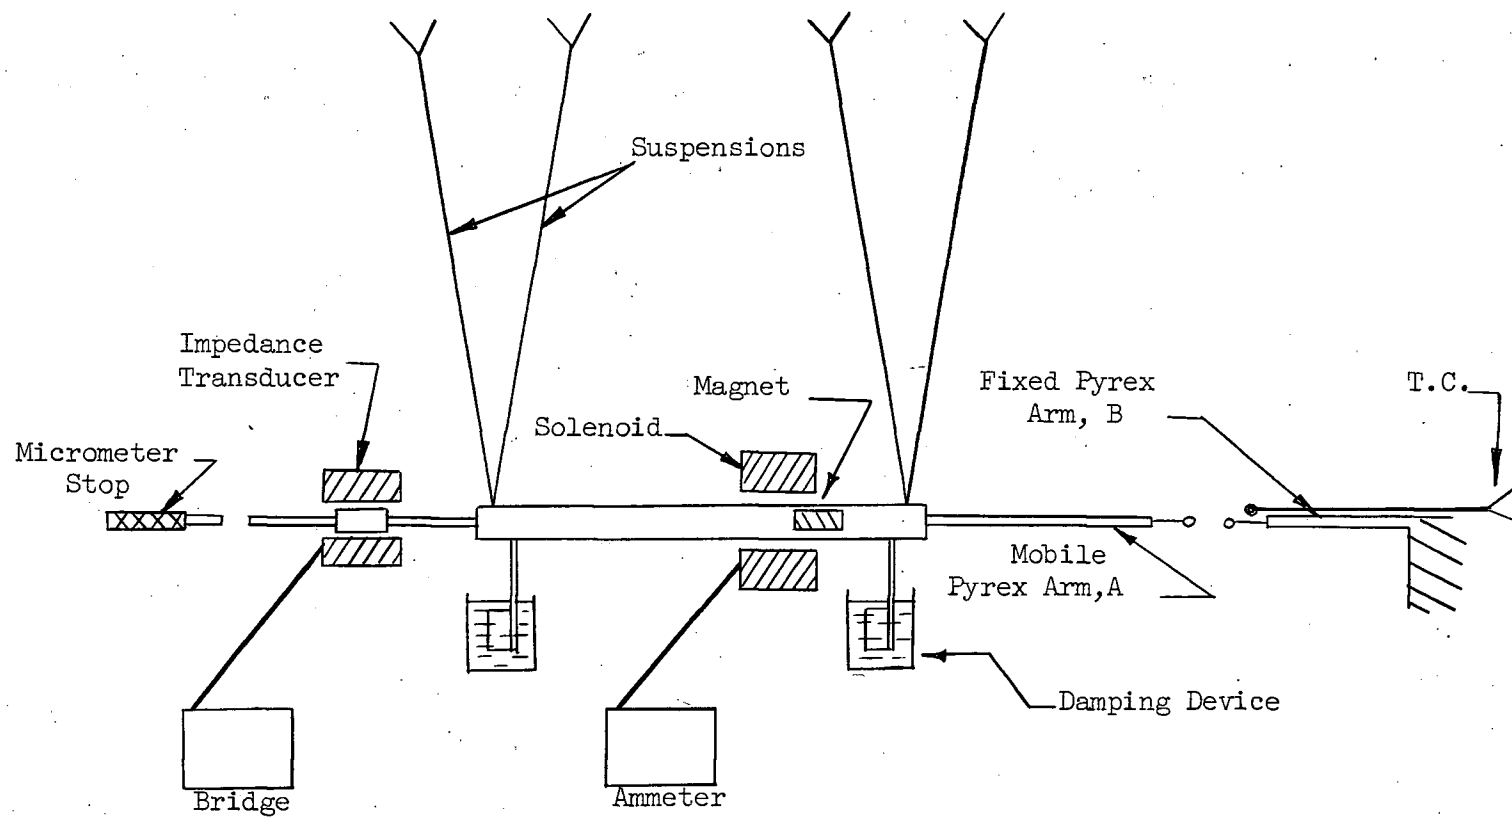 Suspensions
Impedance
Transducer
Magnet
Fixed Pyrex
Arm, B
T.C.
Solenoid
Micrometer
Stop
Mobile
Pyrex Arm,A
Damping Device
Bridge
Ammeter